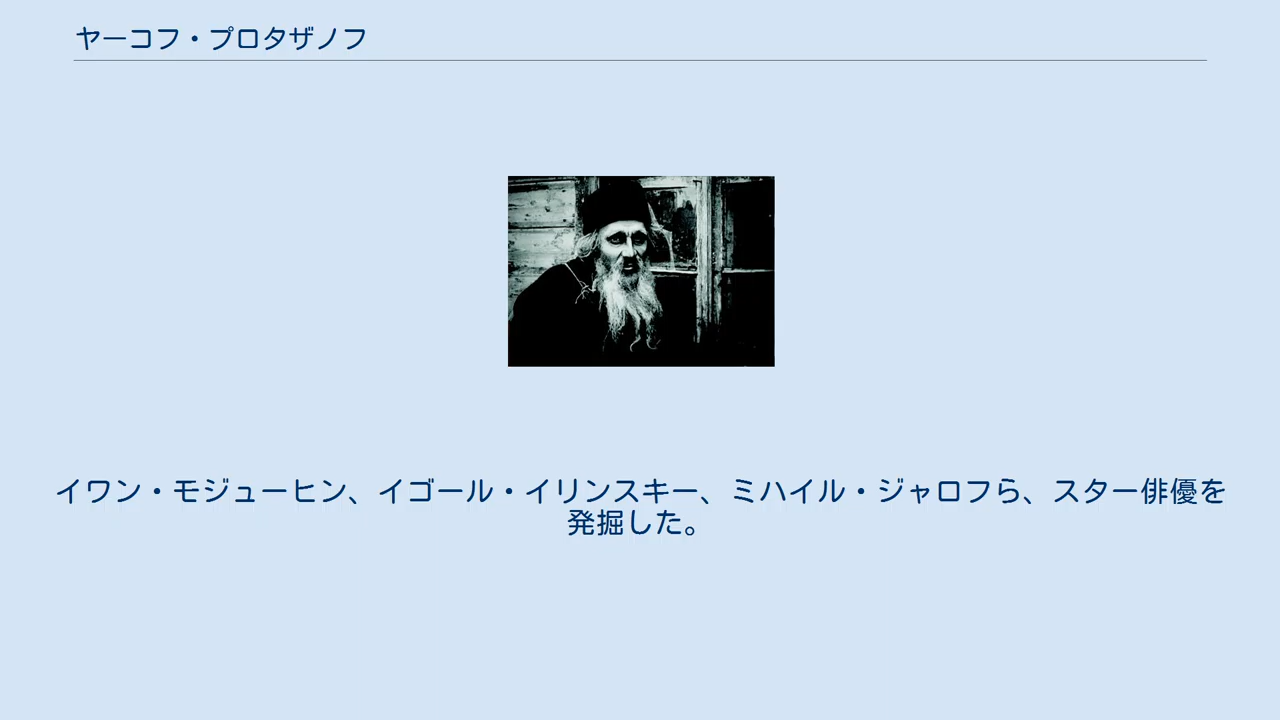 ヤーコフ・プロタザノフ
イワン・モジューヒン、イゴール・イリンスキー、ミハイル・ジャロフら、スター俳優を
発掘した。